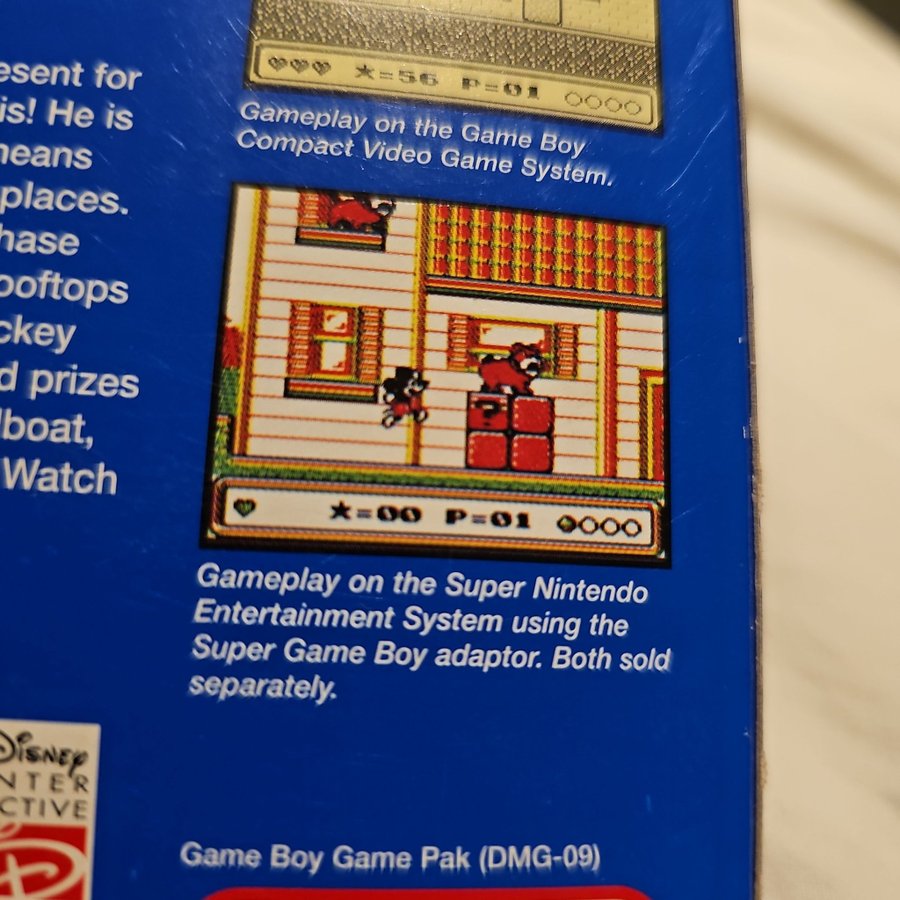 esent for
is! He is
neans
places.
hase
ooftops
ckey
d prizes
lboat,
Watch
★=56 P=01
Gameplay on the Game Boy
Compact Video Game System.
?
★=00 P=01
Gameplay on the Super Nintendo
Entertainment System using the
Super Game Boy adaptor. Both sold
separately.
DISNEY
NTER
CTIVE
Game Boy Game Pak (DMG-09)